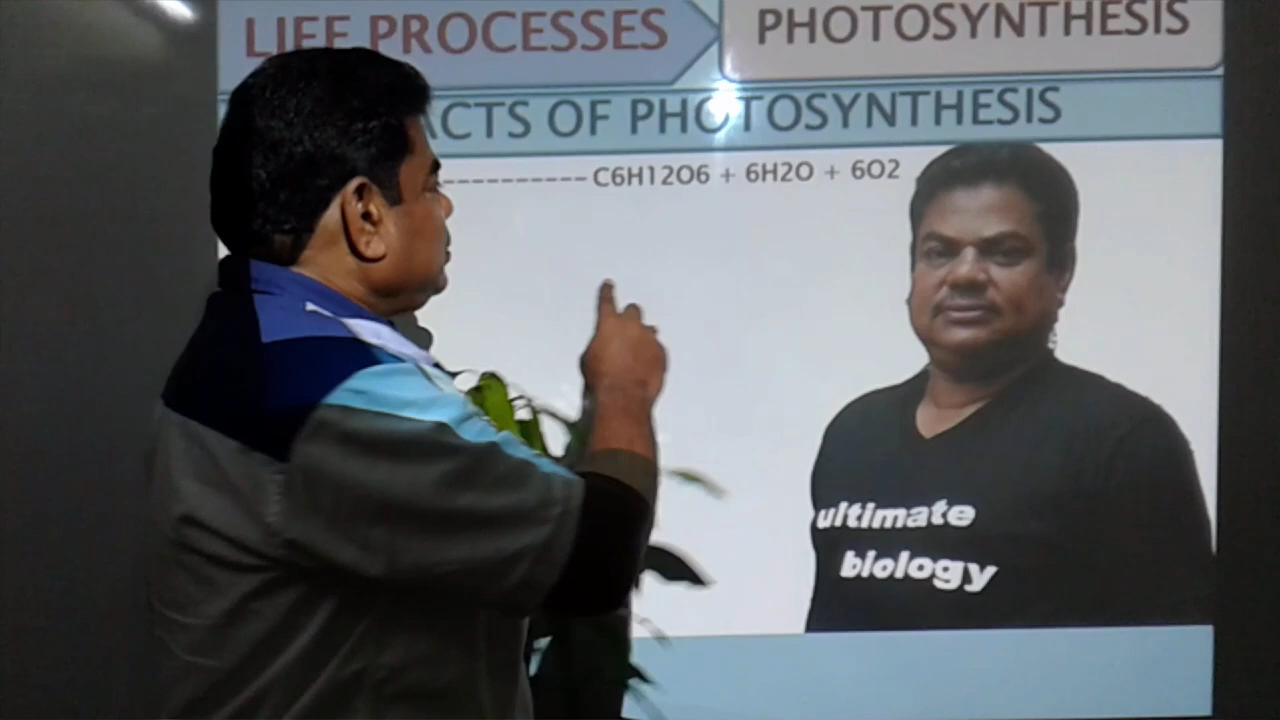 LIFE PROCESSES
PHOTOSYNTHESIS
ACTS OF PHOTOSYNTHESIS
----------- C6H12O6 + 6H2O + 6O2
ultimate
biology